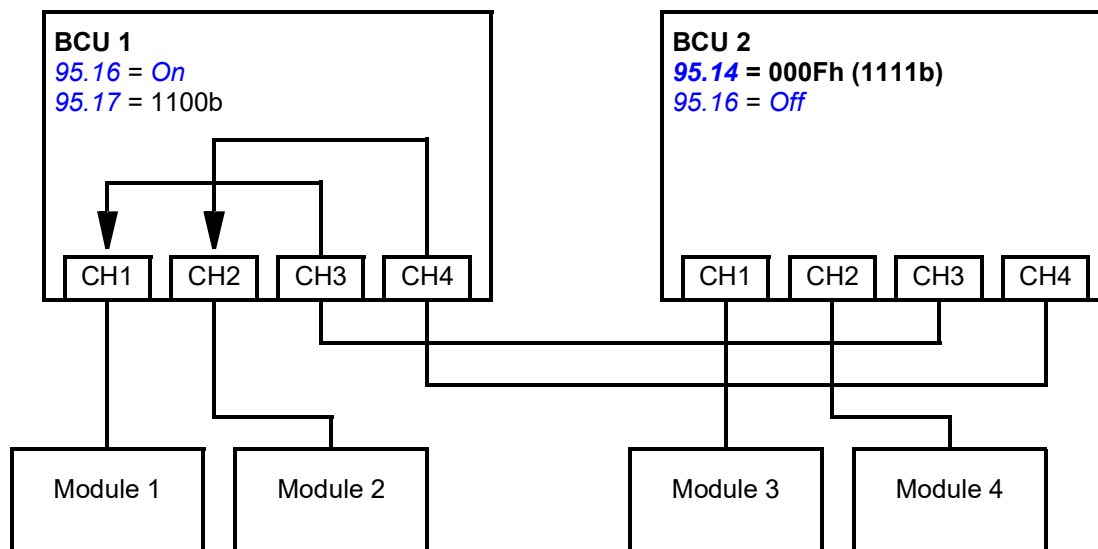 BCU 1
95.16 = On
95.17 = 1100b
CH1 CH2 CH3 CH4
BCU 2
95.14 = 000Fh (1111b)
95.16 = Off
CH1 CH2 CH3 CH4
Module 1 Module 2 Module 3 Module 4